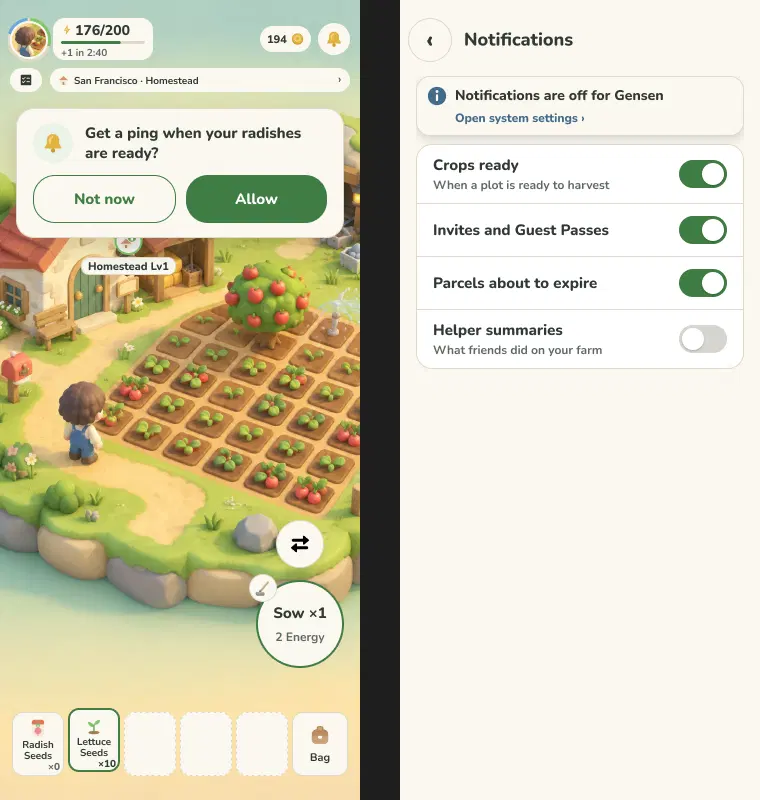 176/200
+1 in 2:40
194
San Francisco · Homestead ›
Get a ping when your radishes
are ready?
Not now
Allow
Homestead Lv1
Sow ×1
2 Energy
Radish
Seeds
×0
Lettuce
Seeds
×10
Bag
‹ Notifications
Notifications are off for Gensen
Open system settings ›
Crops ready
When a plot is ready to harvest
Invites and Guest Passes
Parcels about to expire
Helper summaries
What friends did on your farm